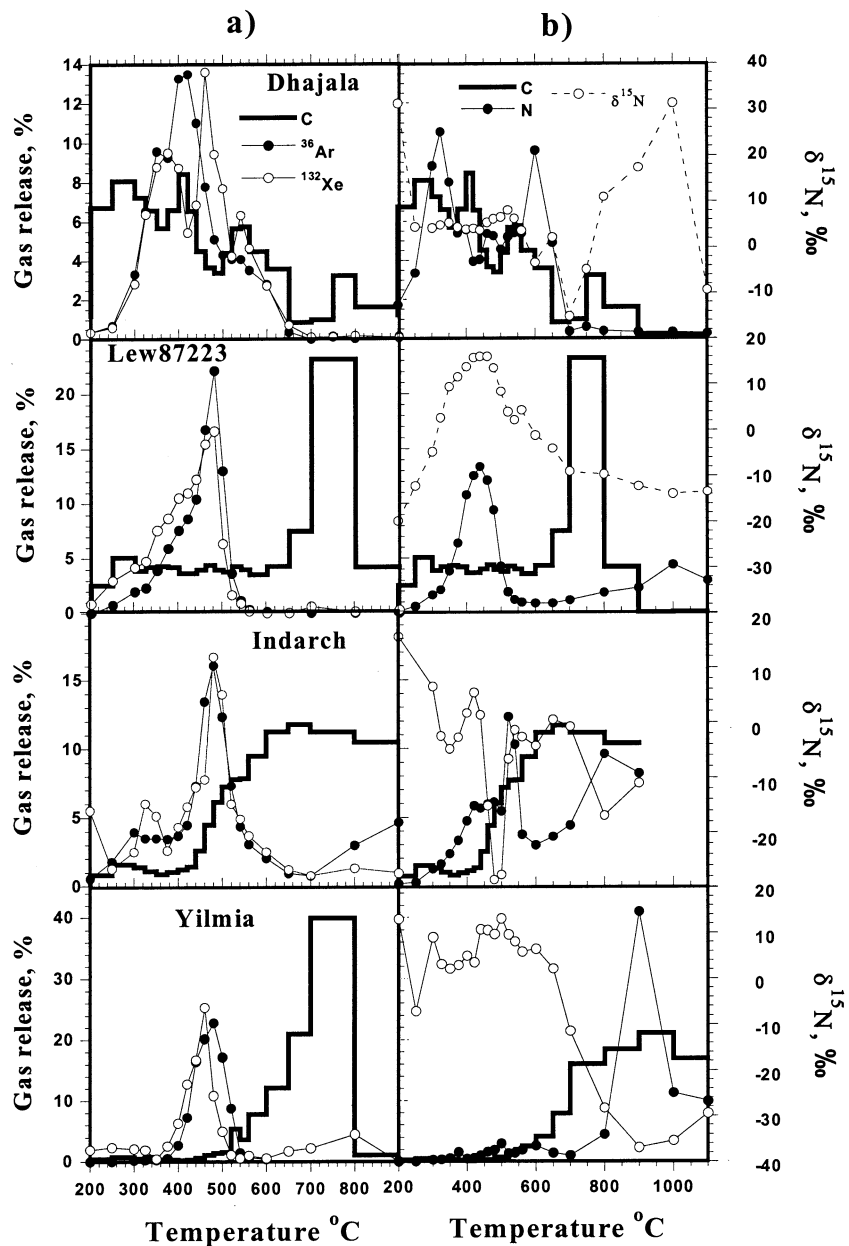 a) b)
Dhajala
C
³⁶Ar
¹³²Xe
Gas release, %
14
12
10
8
6
4
2
0
C
N
δ¹⁵N
40
30
20
10
0
-10
20
δ¹⁵N, ‰
Lew87223
Gas release, %
20
15
10
5
0
10
0
-10
-20
-30
20
δ¹⁵N, ‰
Indarch
Gas release, %
15
10
5
0
10
0
-10
-20
20
δ¹⁵N, ‰
Yilmia
Gas release, %
40
30
20
10
0
10
0
-10
-20
-30
-40
δ¹⁵N, ‰
200 400 600 800 200 400 600 800 1000
Temperature °C Temperature °C